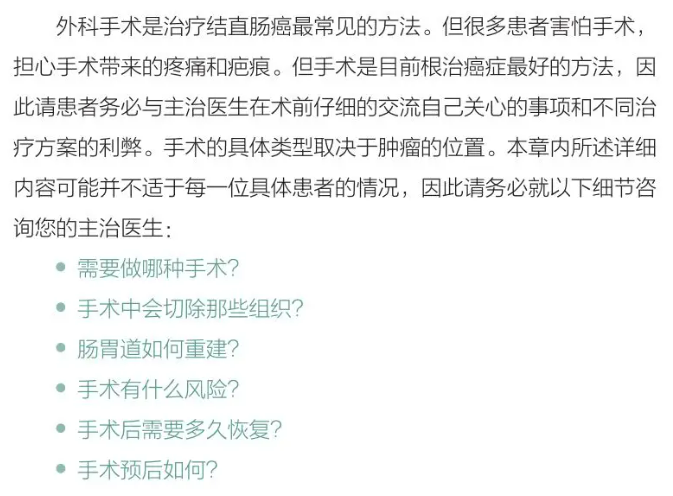 外科手术是治疗结直肠癌最常见的方法。但很多患者害怕手术，
担心手术带来的疼痛和疤痕。但手术是目前根治癌症最好的方法，因
此请患者务必与主治医生在术前仔细的交流自己关心的事项和不同治
疗方案的利弊。手术的具体类型取决于肿瘤的位置。本章内所述详细
内容可能并不适于每一位具体患者的情况，因此请务必就以下细节咨
询您的主治医生：
• 需要做哪种手术？
• 手术中会切除那些组织？
• 肠胃道如何重建？
• 手术有什么风险？
• 手术后需要多久恢复？
• 手术预后如何？